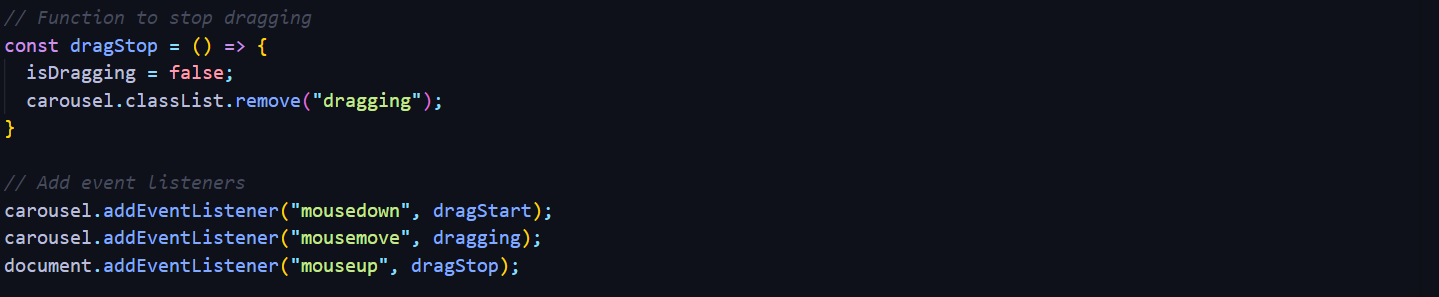 // Function to stop dragging
const dragStop = () => {
  isDragging = false;
  carousel.classList.remove("dragging");
}

// Add event listeners
carousel.addEventListener("mousedown", dragStart);
carousel.addEventListener("mousemove", dragging);
document.addEventListener("mouseup", dragStop);